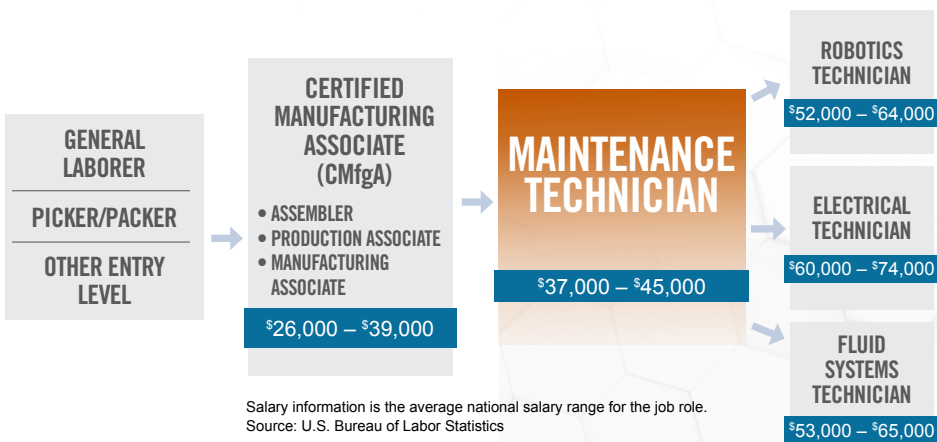 GENERAL
LABORER
PICKER/PACKER
OTHER ENTRY
LEVEL
CERTIFIED
MANUFACTURING
ASSOCIATE
(CMfgA)
• ASSEMBLER
• PRODUCTION ASSOCIATE
• MANUFACTURING
ASSOCIATE
$26,000 – $39,000
MAINTENANCE
TECHNICIAN
$37,000 – $45,000
ROBOTICS
TECHNICIAN
$52,000 – $64,000
ELECTRICAL
TECHNICIAN
$60,000 – $74,000
FLUID
SYSTEMS
TECHNICIAN
$53,000 – $65,000
Salary information is the average national salary range for the job role.
Source: U.S. Bureau of Labor Statistics